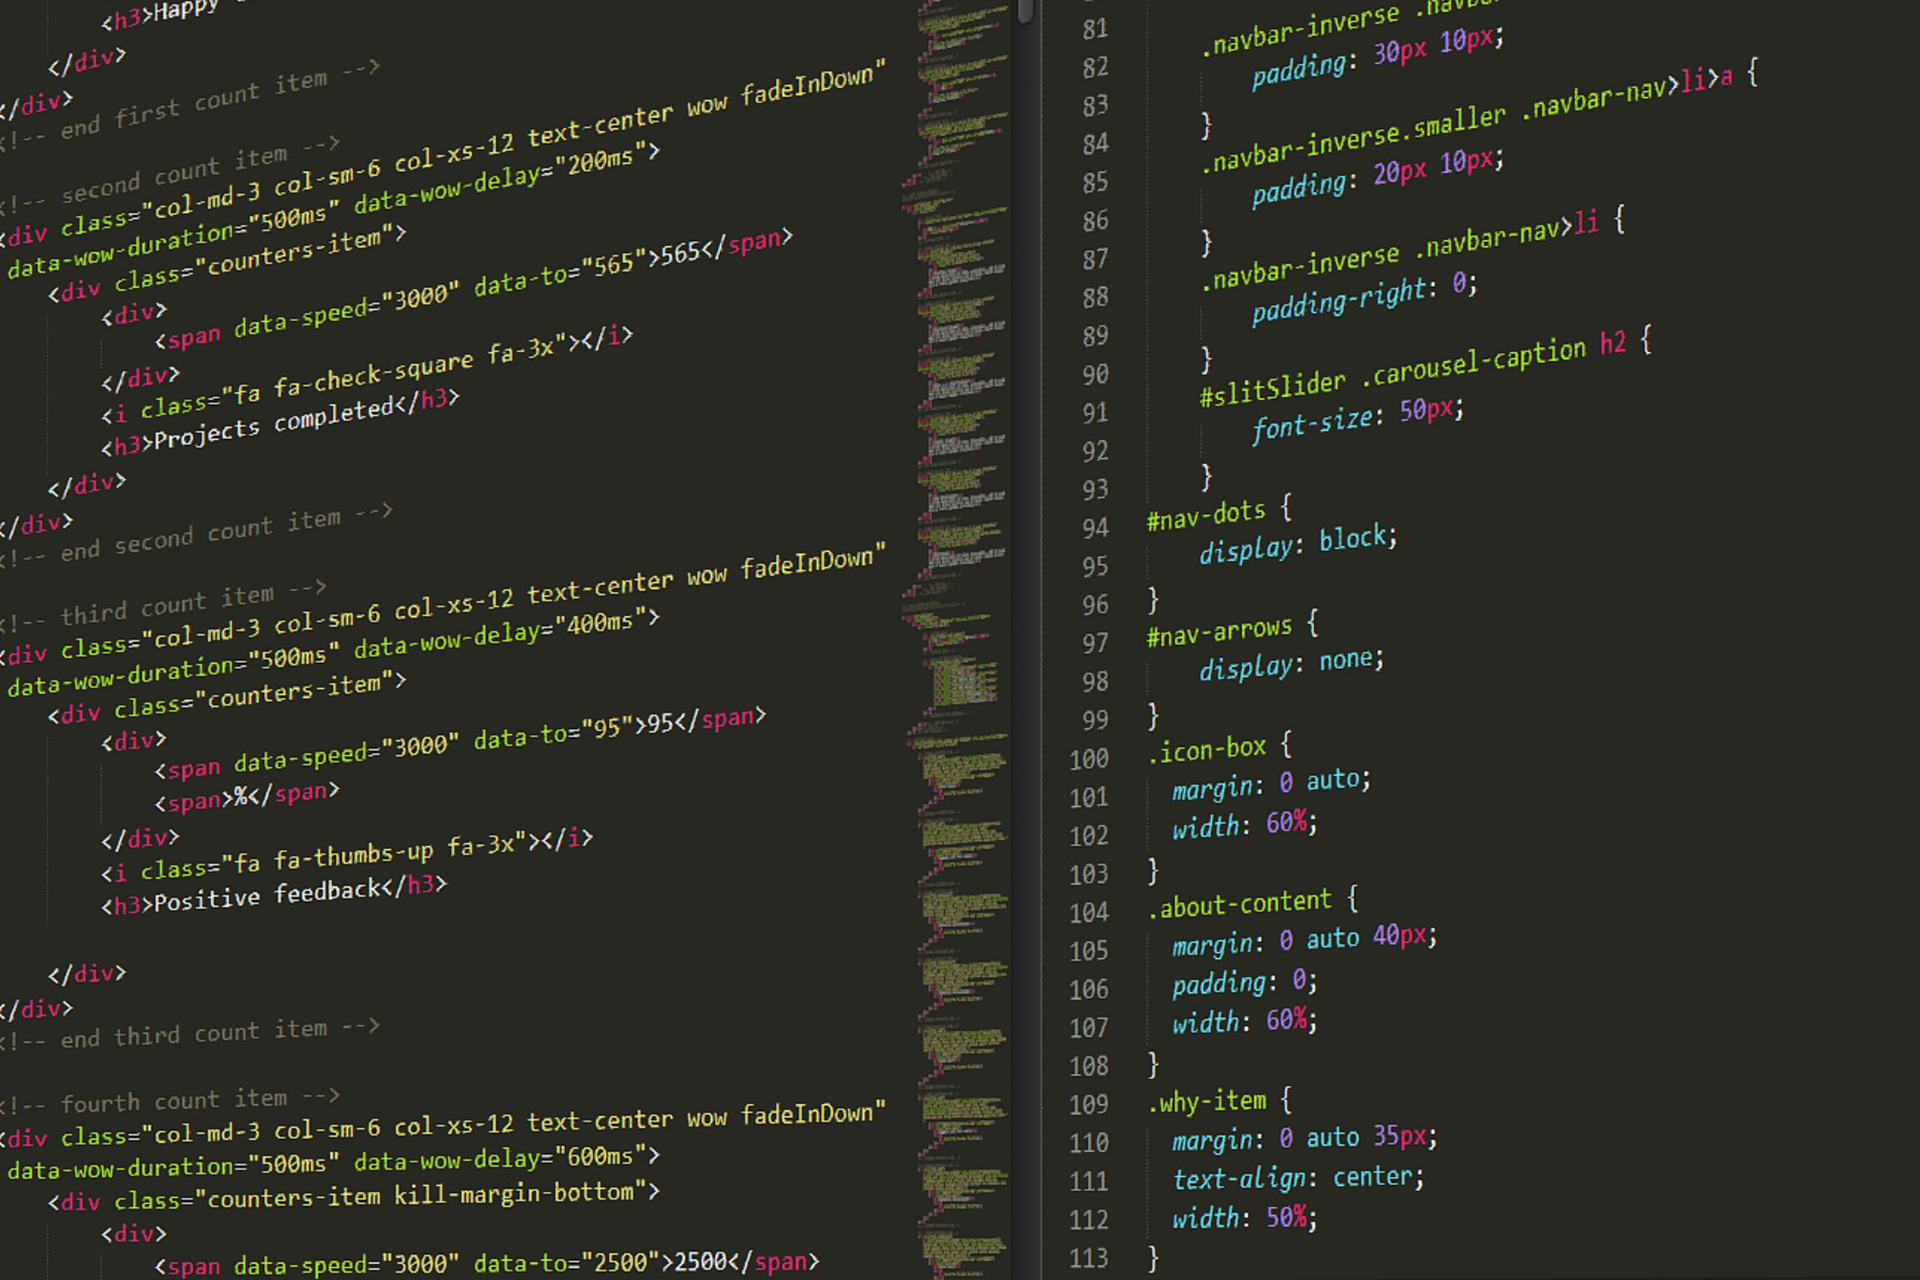 <h3>Happy
</div>
</div>
<!-- end first count item -->
<!-- second count item -->
<div class="col-md-3 col-sm-6 col-xs-12 text-center wow fadeInDown"
data-wow-duration="500ms" data-wow-delay="200ms">
<div class="counters-item">
<div>
<span data-speed="3000" data-to="565">565</span>
</div>
<i class="fa fa-check-square fa-3x"></i>
<h3>Projects completed</h3>
</div>
</div>
<!-- end second count item -->
<!-- third count item -->
<div class="col-md-3 col-sm-6 col-xs-12 text-center wow fadeInDown"
data-wow-duration="500ms" data-wow-delay="400ms">
<div class="counters-item">
<div>
<span data-speed="3000" data-to="95">95</span>
<span>%</span>
</div>
<i class="fa fa-thumbs-up fa-3x"></i>
<h3>Positive feedback</h3>
</div>
</div>
<!-- end third count item -->
<!-- fourth count item -->
<div class="col-md-3 col-sm-6 col-xs-12 text-center wow fadeInDown"
data-wow-duration="500ms" data-wow-delay="600ms">
<div class="counters-item kill-margin-bottom">
<div>
<span data-speed="3000" data-to="2500">2500</span>
81 .navbar-inverse
82 padding: 30px 10px;
83 }
84 .navbar-inverse.smaller .navbar-nav>li>a {
85 padding: 20px 10px;
86 }
87 .navbar-inverse .navbar-nav>li {
88 padding-right: 0;
89 }
90 #slitSlider .carousel-caption h2 {
91 font-size: 50px;
92 }
93
94 #nav-dots {
95 display: block;
96 }
97 #nav-arrows {
98 display: none;
99 }
100 .icon-box {
101 margin: 0 auto;
102 width: 60%;
103 }
104 .about-content {
105 margin: 0 auto 40px;
106 padding: 0;
107 width: 60%;
108 }
109 .why-item {
110 margin: 0 auto 35px;
111 text-align: center;
112 width: 50%;
113 }